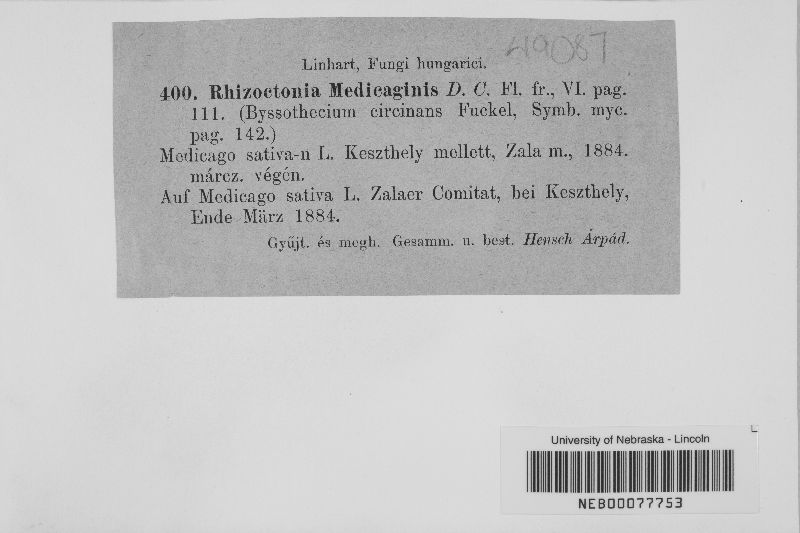 419087
Linhart, Fungi hungarici.
400. Rhizoctonia Medicaginis D. C. Fl. fr., VI. pag.
111. (Byssothecium circinans Fuckel, Symb. myc.
pag. 142.)
Medicago sativa-n L. Keszthely mellett, Zala m., 1884.
márcz. végén.
Auf Medicago sativa L. Zalaer Comitat, bei Keszthely,
Ende März 1884.
Gyűjt. és megh. Gesamm. u. best. Hensch Árpád.
University of Nebraska - Lincoln
NEB00077753